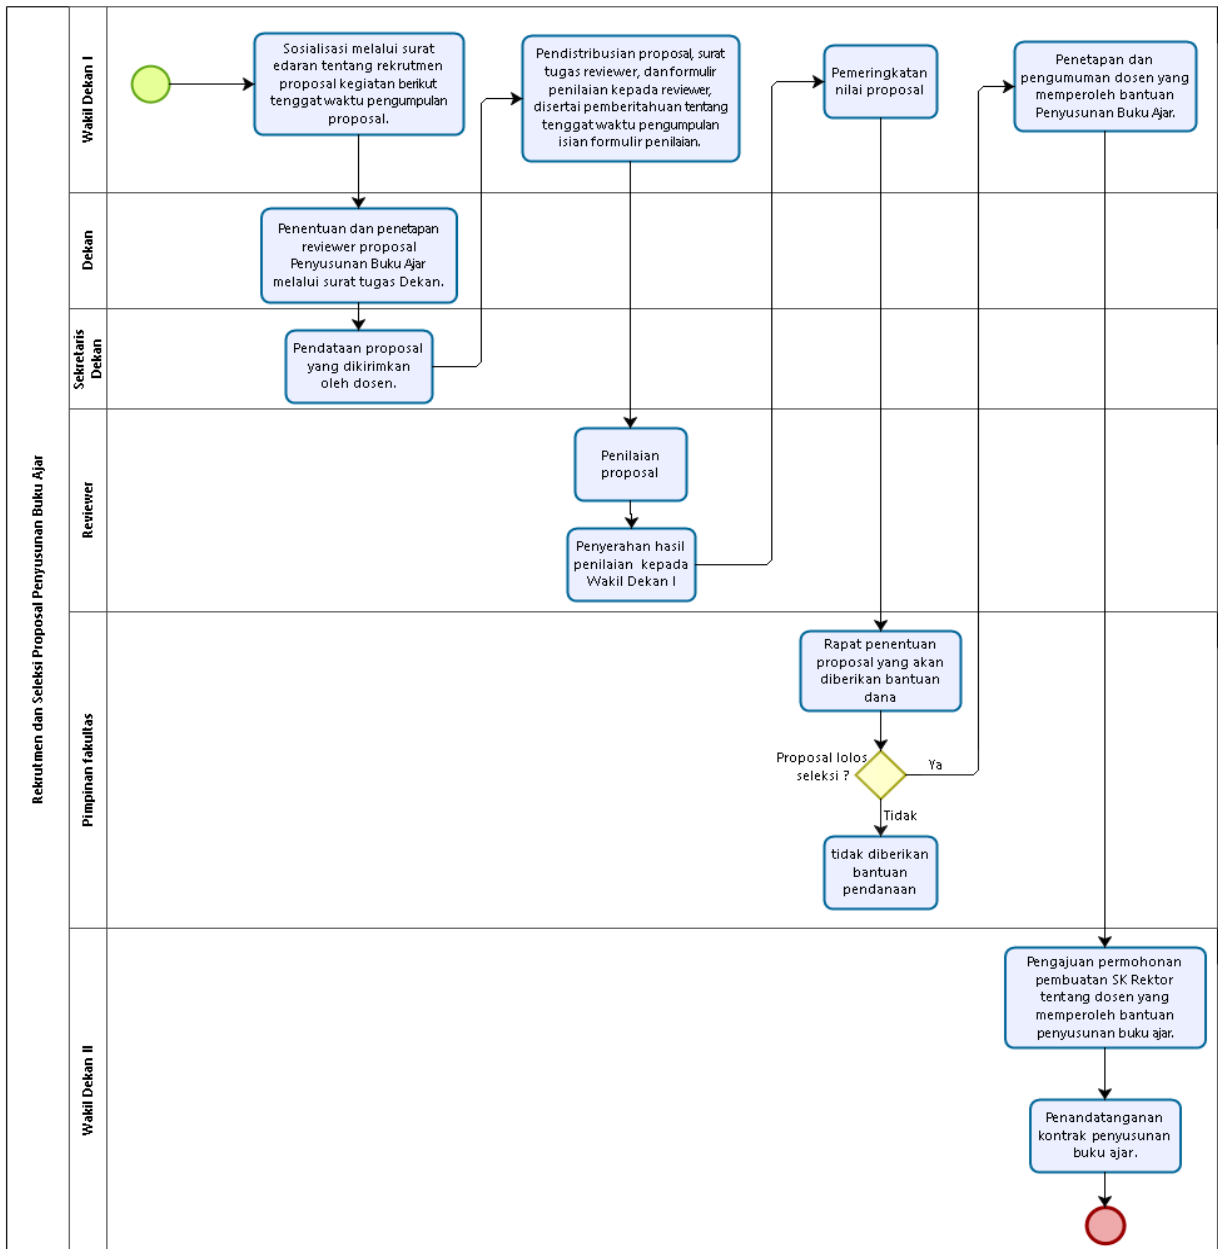 Rekrutmen dan Seleksi Proposal Penyusunan Buku Ajar
Wakil Dekan I
Sosialisasi melalui surat
edaran tentang rekrutmen
proposal kegiatan berikut
tenggat waktu pengumpulan
proposal.
Pendistribusian proposal, surat
tugas reviewer, dan formulir
penilaian kepada reviewer,
disertai pemberitahuan tentang
tenggat waktu pengumpulan
isian formulir penilaian.
Pemeringkatan
nilai proposal
Penetapan dan
pengumuman dosen yang
memperoleh bantuan
Penyusunan Buku Ajar.
Dekan
Penentuan dan penetapan
reviewer proposal
Penyusunan Buku Ajar
melalui surat tugas Dekan.
Sekretaris
Dekan
Pendataan proposal
yang dikirimkan
oleh dosen.
Reviewer
Penilaian
proposal
Penyerahan hasil
penilaian kepada
Wakil Dekan I
Pimpinan fakultas
Rapat penentuan
proposal yang akan
diberikan bantuan
dana
Proposal lolos
seleksi ?
Ya
Tidak
tidak diberikan
bantuan
pendanaan
Wakil Dekan II
Pengajuan permohonan
pembuatan SK Rektor
tentang dosen yang
memperoleh bantuan
penyusunan buku ajar.
Penandatanganan
kontrak penyusunan
buku ajar.